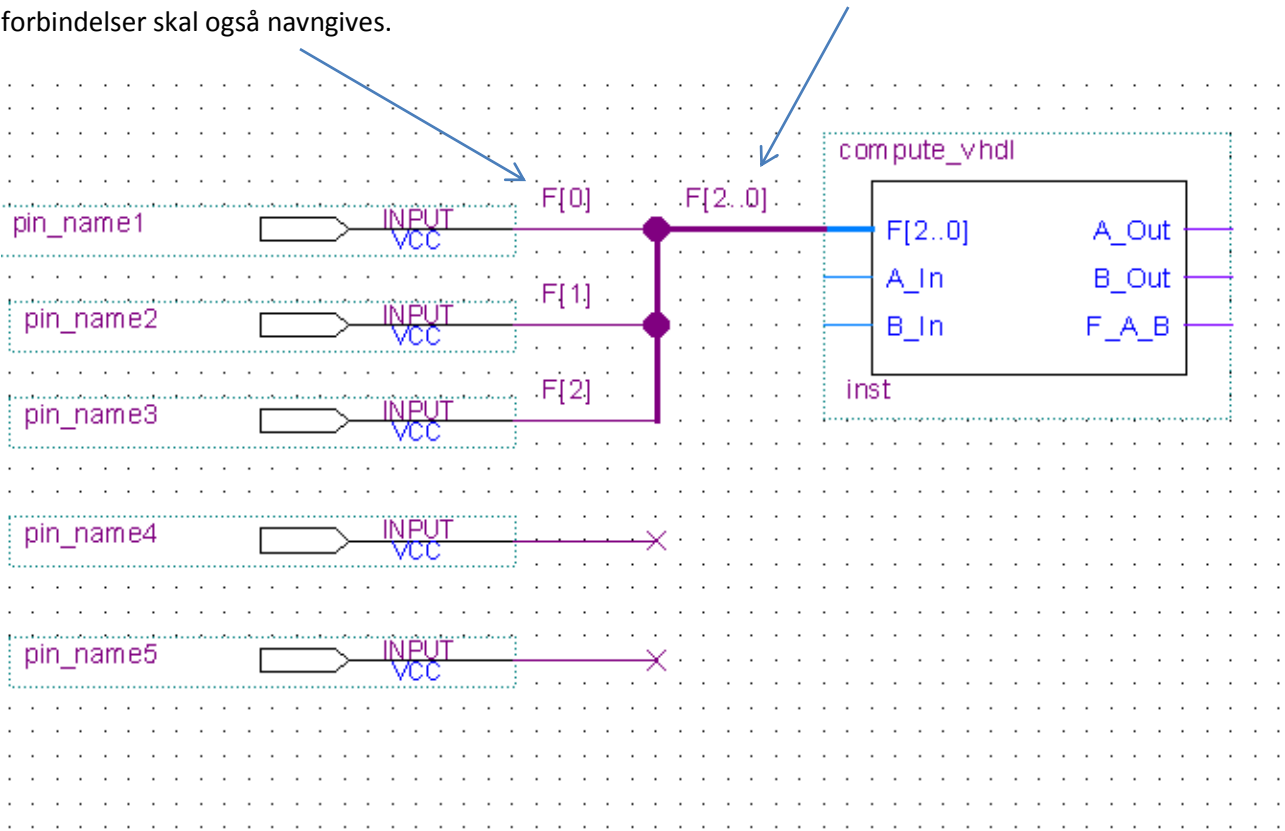 forbindelser skal også navngives.
compute_vhdl
F[0] F[2..0]
pin_name1 INPUT F[2..0] A_Out
VCC
A_In B_Out
F[1]
pin_name2 INPUT B_In F_A_B
VCC
F[2] inst
pin_name3 INPUT
VCC
pin_name4 INPUT
VCC
pin_name5 INPUT
VCC